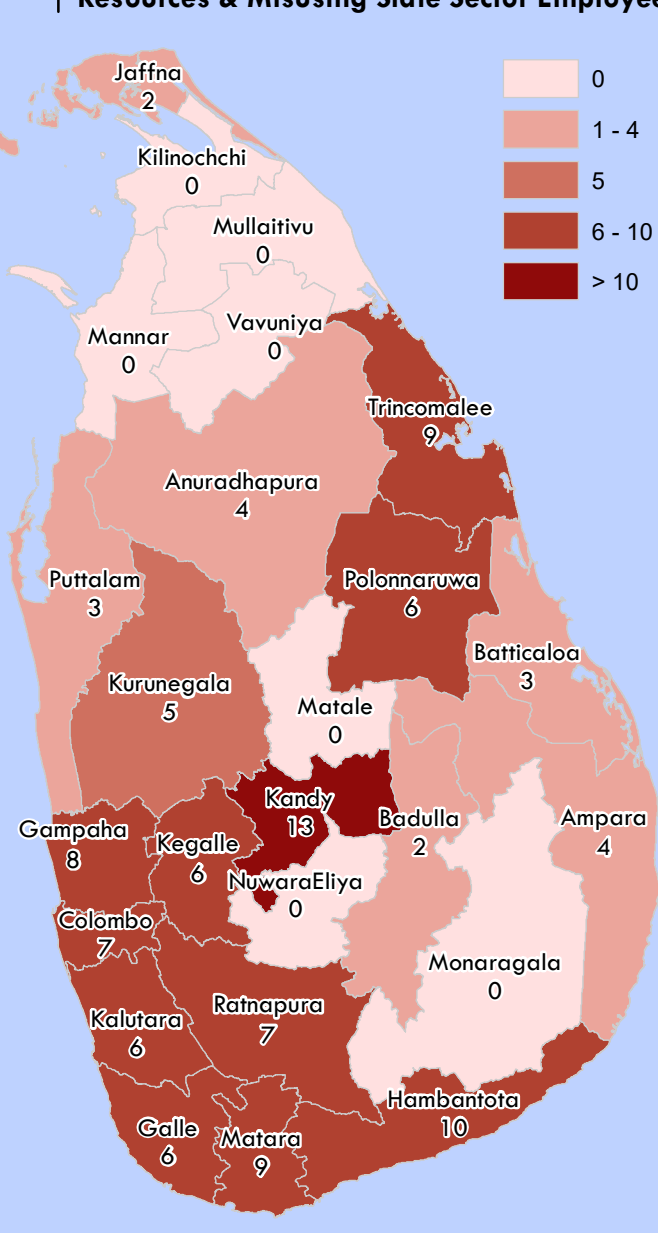 Resources & Misusing State Sector Employee
0
1 - 4
5
6 - 10
> 10
Jaffna
2
Kilinochchi
0
Mullaitivu
0
Vavuniya
0
Mannar
0
Trincomalee
9
Anuradhapura
4
Puttalam
3
Polonnaruwa
6
Batticaloa
3
Kurunegala
5
Matale
0
Kandy
13
Badulla
2
Ampara
4
Gampaha
8
Kegalle
6
NuwaraEliya
0
Colombo
7
Monaragala
0
Ratnapura
7
Kalutara
6
Hambantota
10
Galle
6
Matara
9